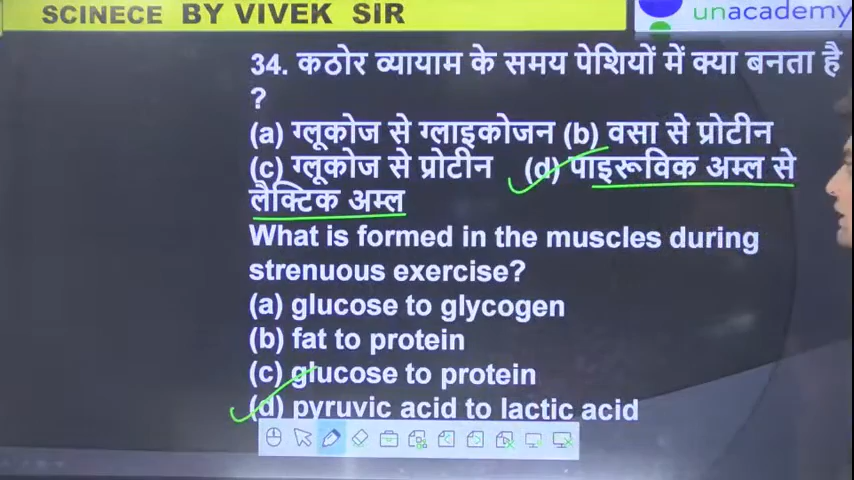 SCINECE BY VIVEK SIR
unacademy
34. कठोर व्यायाम के समय पेशियों में क्या बनता है
?
(a) ग्लूकोज से ग्लाइकोजन (b) वसा से प्रोटीन
(c) ग्लूकोज से प्रोटीन (d) पाइरूविक अम्ल से
लैक्टिक अम्ल
What is formed in the muscles during
strenuous exercise?
(a) glucose to glycogen
(b) fat to protein
(c) glucose to protein
(d) pyruvic acid to lactic acid